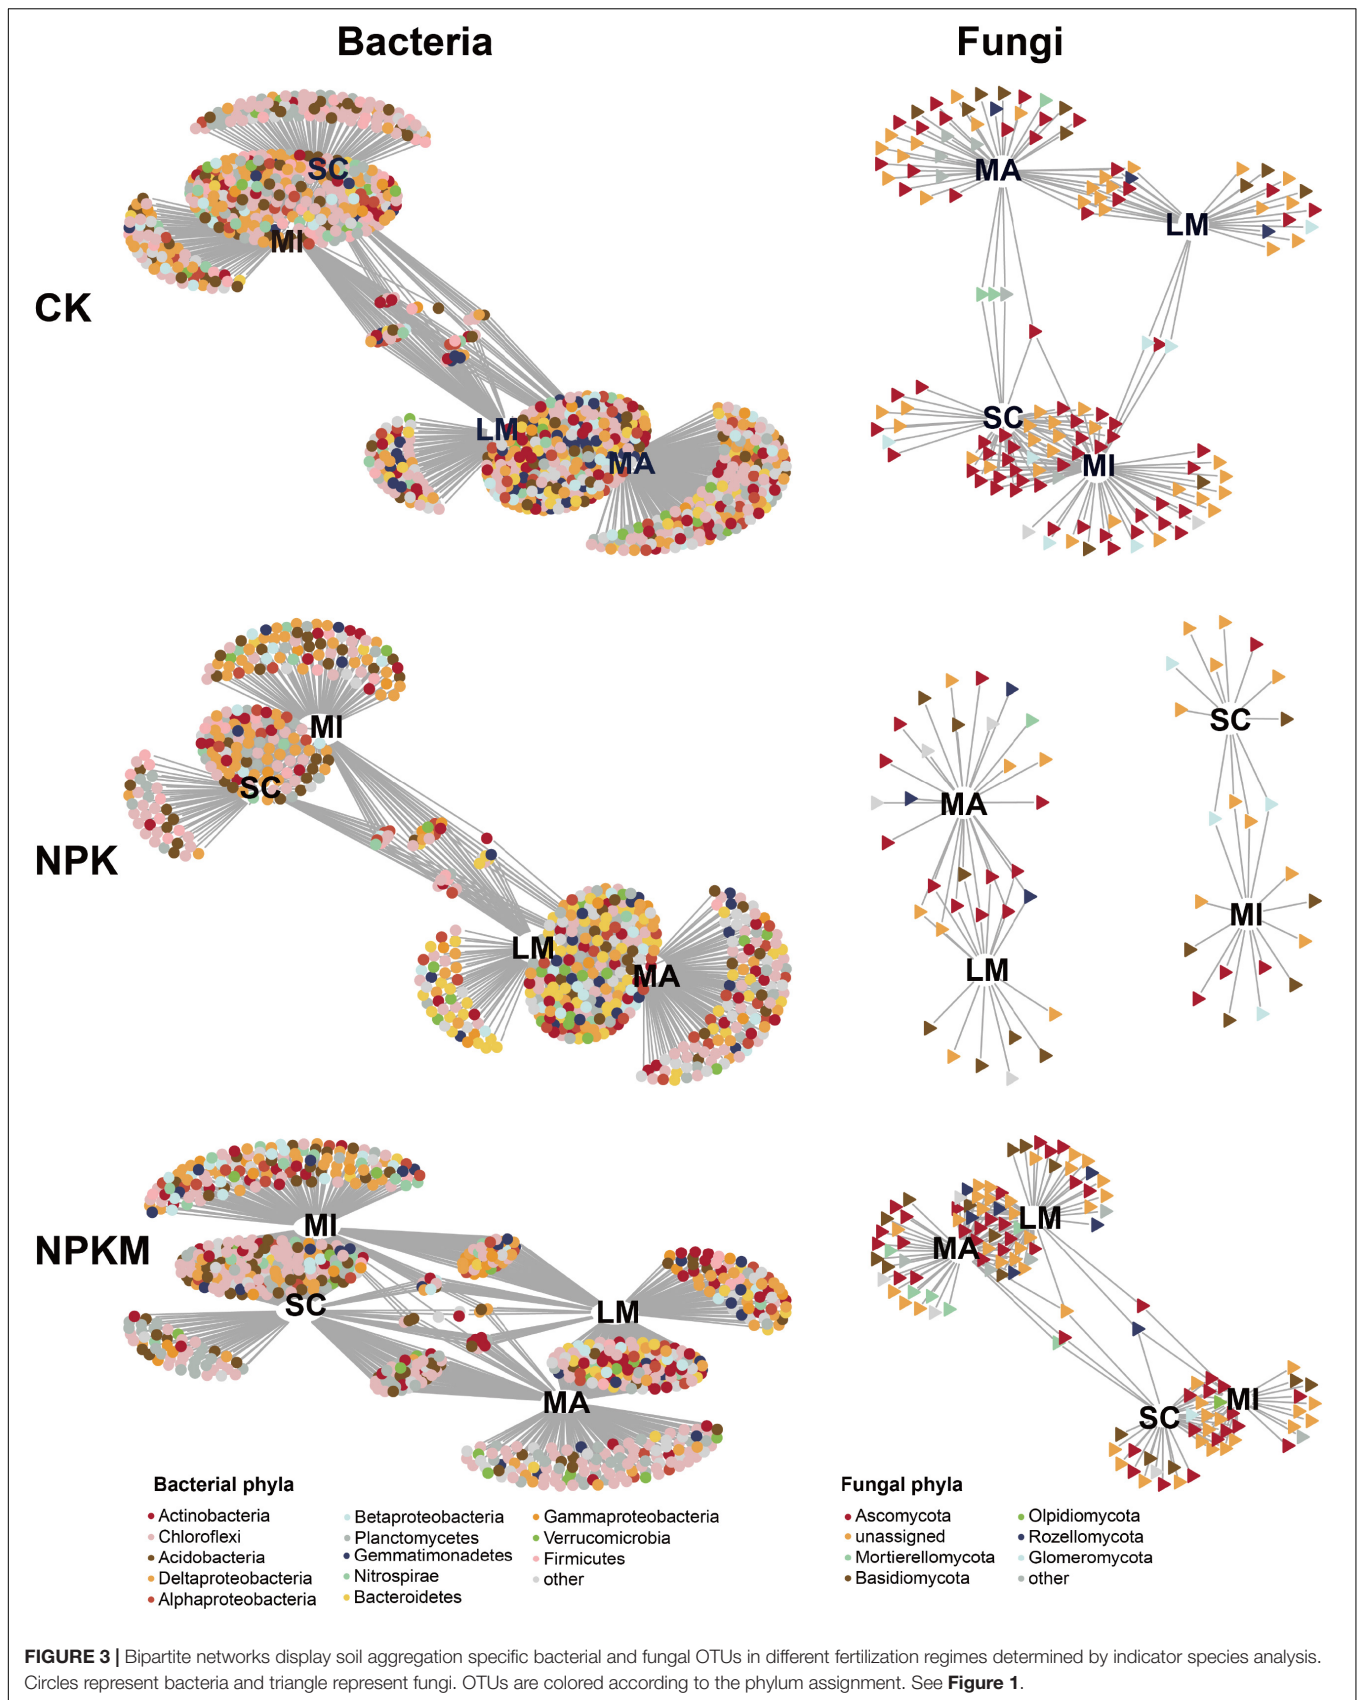 Bacteria
Fungi
CK
SC
MI
LM
MA
MA
LM
SC
MI
NPK
MI
SC
LM
MA
MA
LM
SC
MI
NPKM
MI
SC
LM
MA
LM
MA
SC
MI
Bacterial phyla
Actinobacteria
Chloroflexi
Acidobacteria
Deltaproteobacteria
Alphaproteobacteria
Betaproteobacteria
Planctomycetes
Gemmatimonadetes
Nitrospirae
Bacteroidetes
Gammaproteobacteria
Verrucomicrobia
Firmicutes
other
Fungal phyla
Ascomycota
unassigned
Mortierellomycota
Basidiomycota
Olpidiomycota
Rozellomycota
Glomeromycota
other
FIGURE 3 | Bipartite networks display soil aggregation specific bacterial and fungal OTUs in different fertilization regimes determined by indicator species analysis.
Circles represent bacteria and triangle represent fungi. OTUs are colored according to the phylum assignment. See Figure 1.